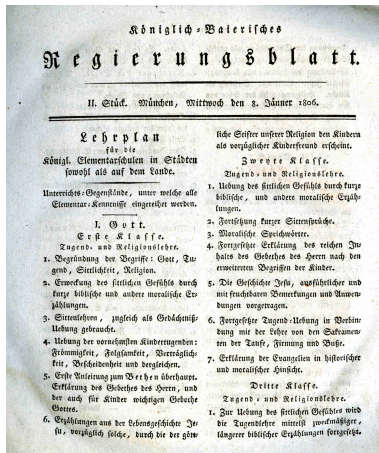 Königlich-Baierisches
Regierungsblatt.
II. Stück. München, Mittwoch den 8. Jänner 1806.
Lehrplan
für die
Königl. Elementarschulen in Städten
sowohl als auf dem Lande.
Unterrichts-Gegenstände, unter welche alle
Elementar-Kenntnisse eingereihet werden.
I. Gott.
Erste Klasse.
Tugend- und Religionslehre.
1. Begründung der Begriffe: Gott, Tu-
gend, Sittlichkeit, Religion.
2. Erweckung des sittlichen Gefühls durch
kurze biblische und andere moralische Er-
zählungen.
3. Sittenlehren, zugleich als Gedächtniß-
Uebung gebraucht.
4. Uebung der vornehmsten Kindertugenden:
Frömmigkeit, Folgsamkeit, Verträglich-
keit, Bescheidenheit und dergleichen.
5. Erste Anleitung zum Bethen überhaupt.
Erklärung des Gebethes des Herrn, und
der auch für Kinder wichtigen Gebothe
Gottes.
6. Erzählungen aus der Lebensgeschichte Je-
su, vorzüglich solche, durch die der gött-
liche Stifter unserer Religion den Kindern
als vorzüglicher Kinderfreund erscheint.
Zweyte Klasse.
Tugend- und Religionslehre.
1. Uebung des sittlichen Gefühls durch kurze
biblische, und andere moralische Erzäh-
lungen.
2. Fortsetzung kurzer Sittensprüche.
3. Moralische Sprichwörter.
4. Fortgesetzte Erklärung des reichen In-
halts des Gebethes des Herrn nach den
erweiterten Begriffen der Kinder.
5. Die Geschichte Jesu, ausführlicher und
mit fruchtbaren Bemerkungen und Anwen-
dungen vorgetragen.
6. Fortgesetzte Tugend-Uebung in Verbin-
dung mit der Lehre von den Sakramen-
ten der Taufe, Firmung und Buße.
7. Erklärung der Evangelien in historischer
und moralischer Hinsicht.
Dritte Klasse.
Tugend- und Religionslehre.
1. Zur Uebung des sittlichen Gefühles wird
die Tugendlehre mittelst zweckmäßiger,
längerer biblischer Erzählungen fortgesetzt.